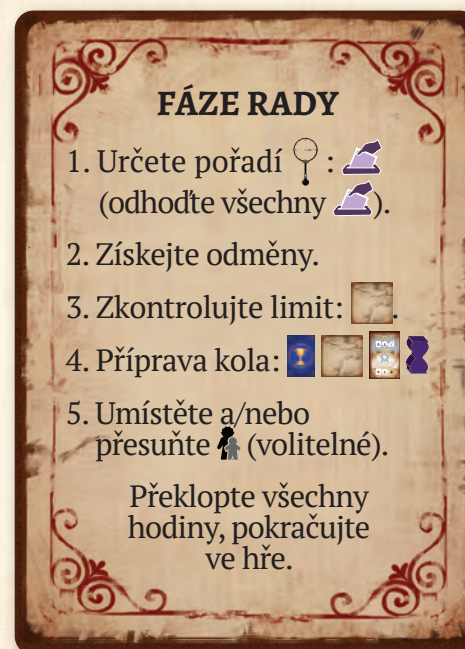 FÁZE RADY
1. Určete pořadí :
(odhoďte všechny ).
2. Získejte odměny.
3. Zkontrolujte limit: .
4. Příprava kola:
5. Umístěte a/nebo
přesuňte (volitelné).
Překlopte všechny
hodiny, pokračujte
ve hře.